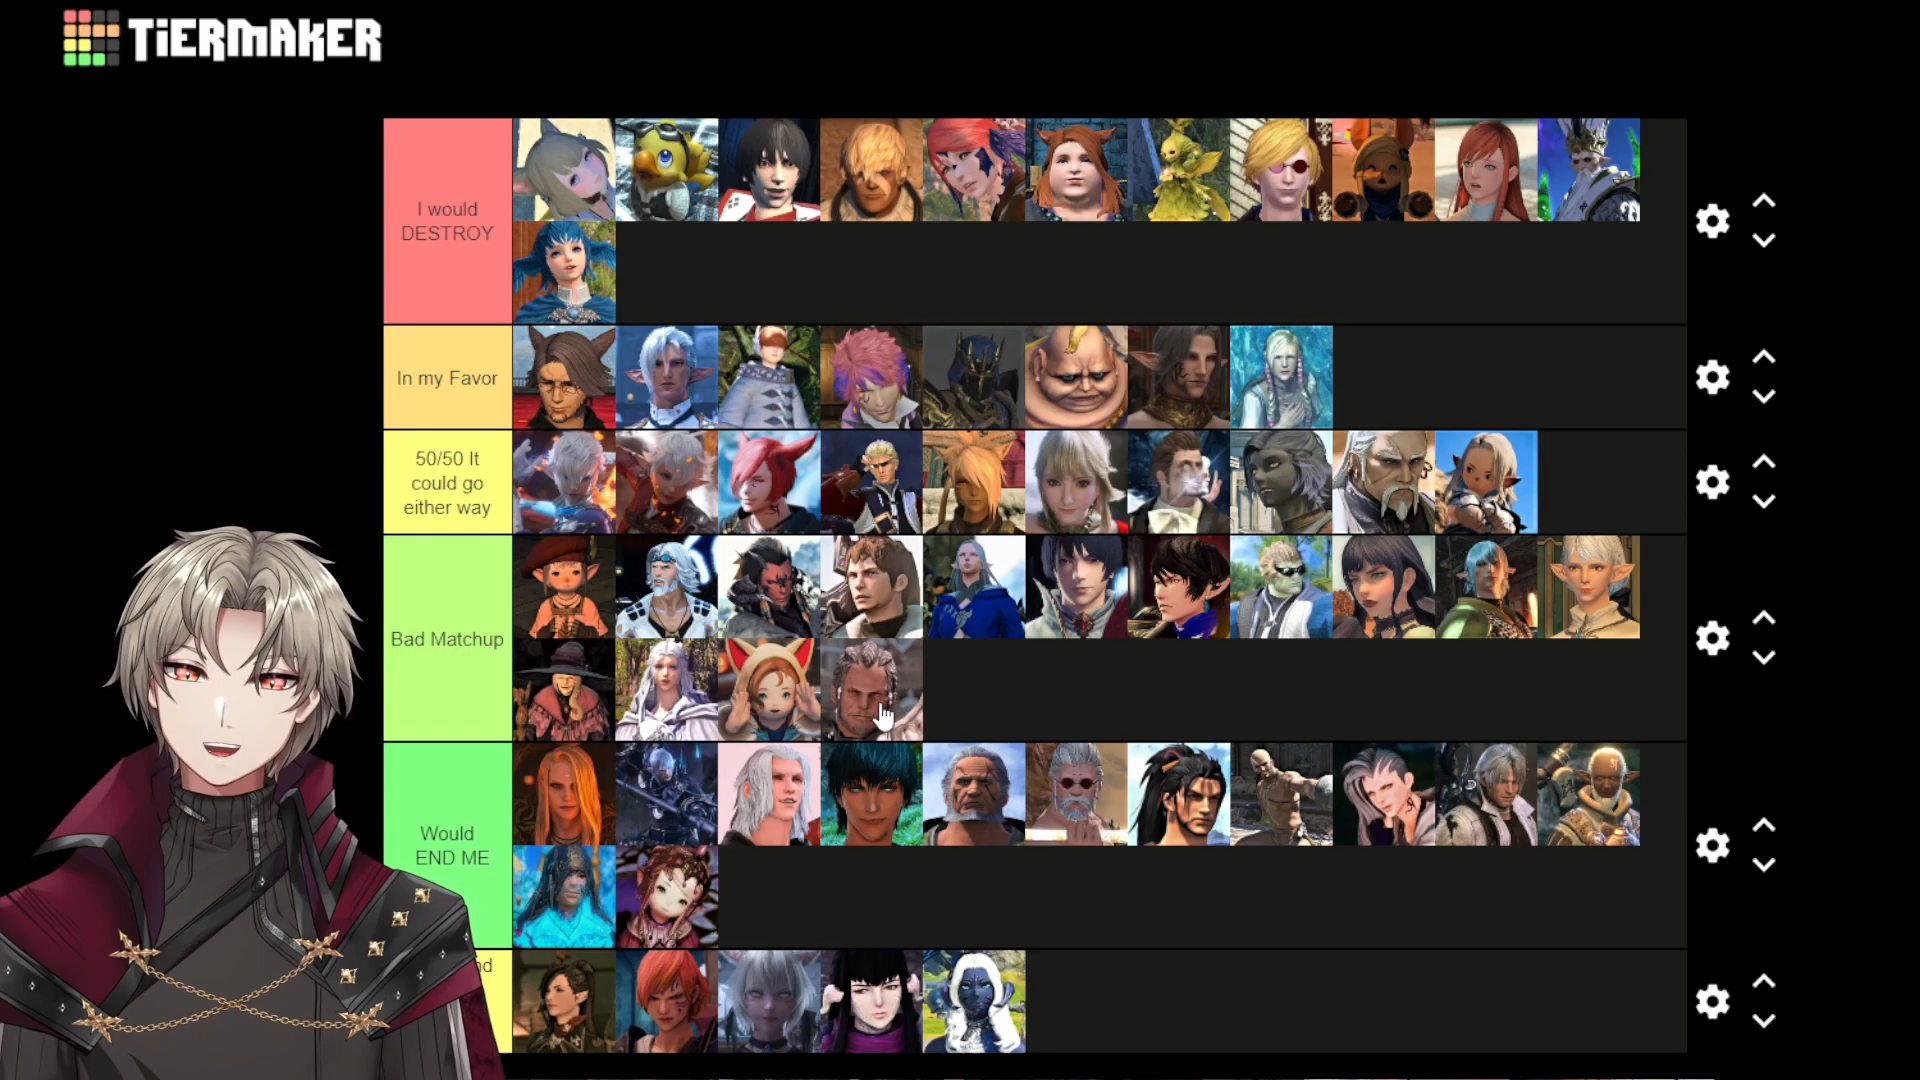 TiERMAKER
I would
DESTROY
In my Favor
50/50 It
could go
either way
Bad Matchup
Would
END ME